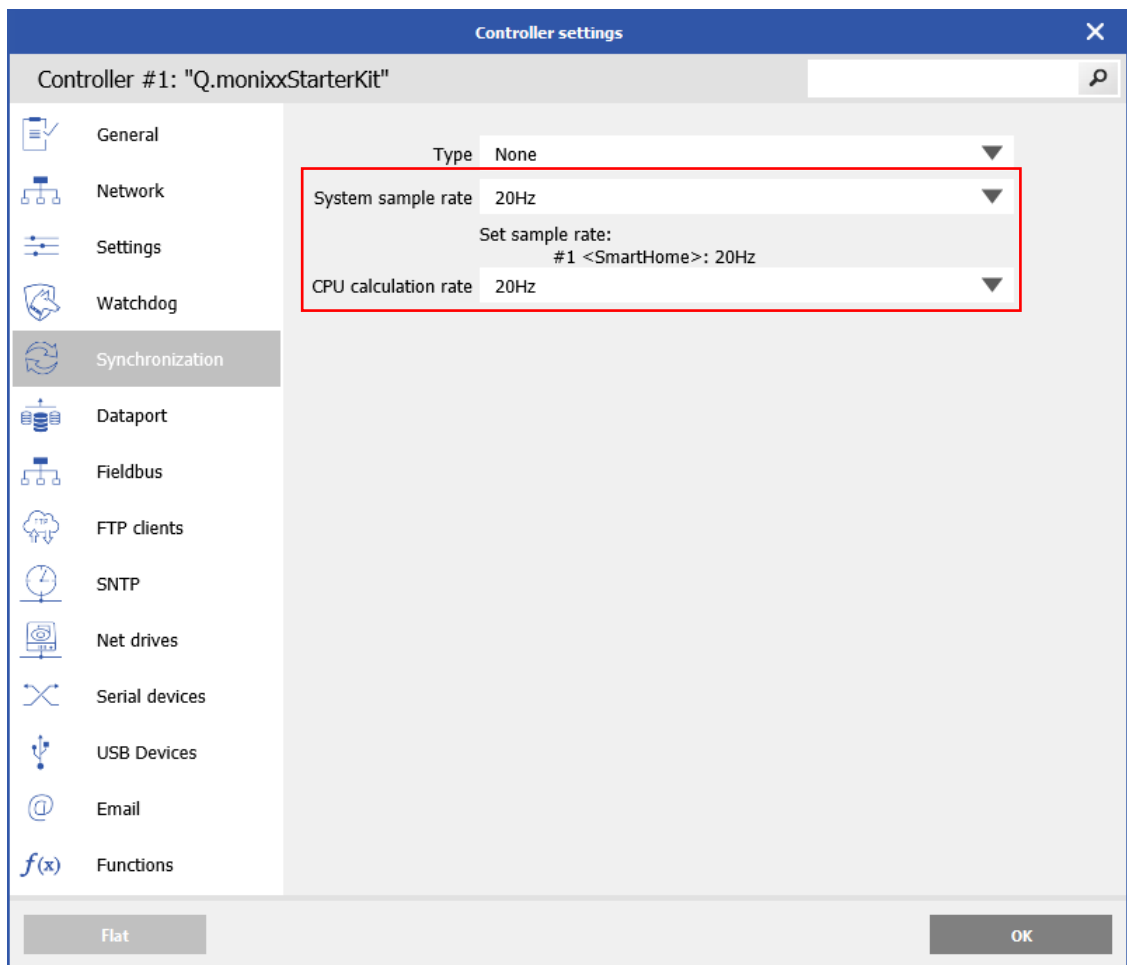 Controller settings
Controller #1: "Q.monixxStarterKit"
General
Network
Settings
Watchdog
Synchronization
Dataport
Fieldbus
FTP clients
SNTP
Net drives
Serial devices
USB Devices
Email
f(x) Functions
Type None
System sample rate 20Hz
Set sample rate:
#1 <SmartHome>: 20Hz
CPU calculation rate 20Hz
Flat
OK